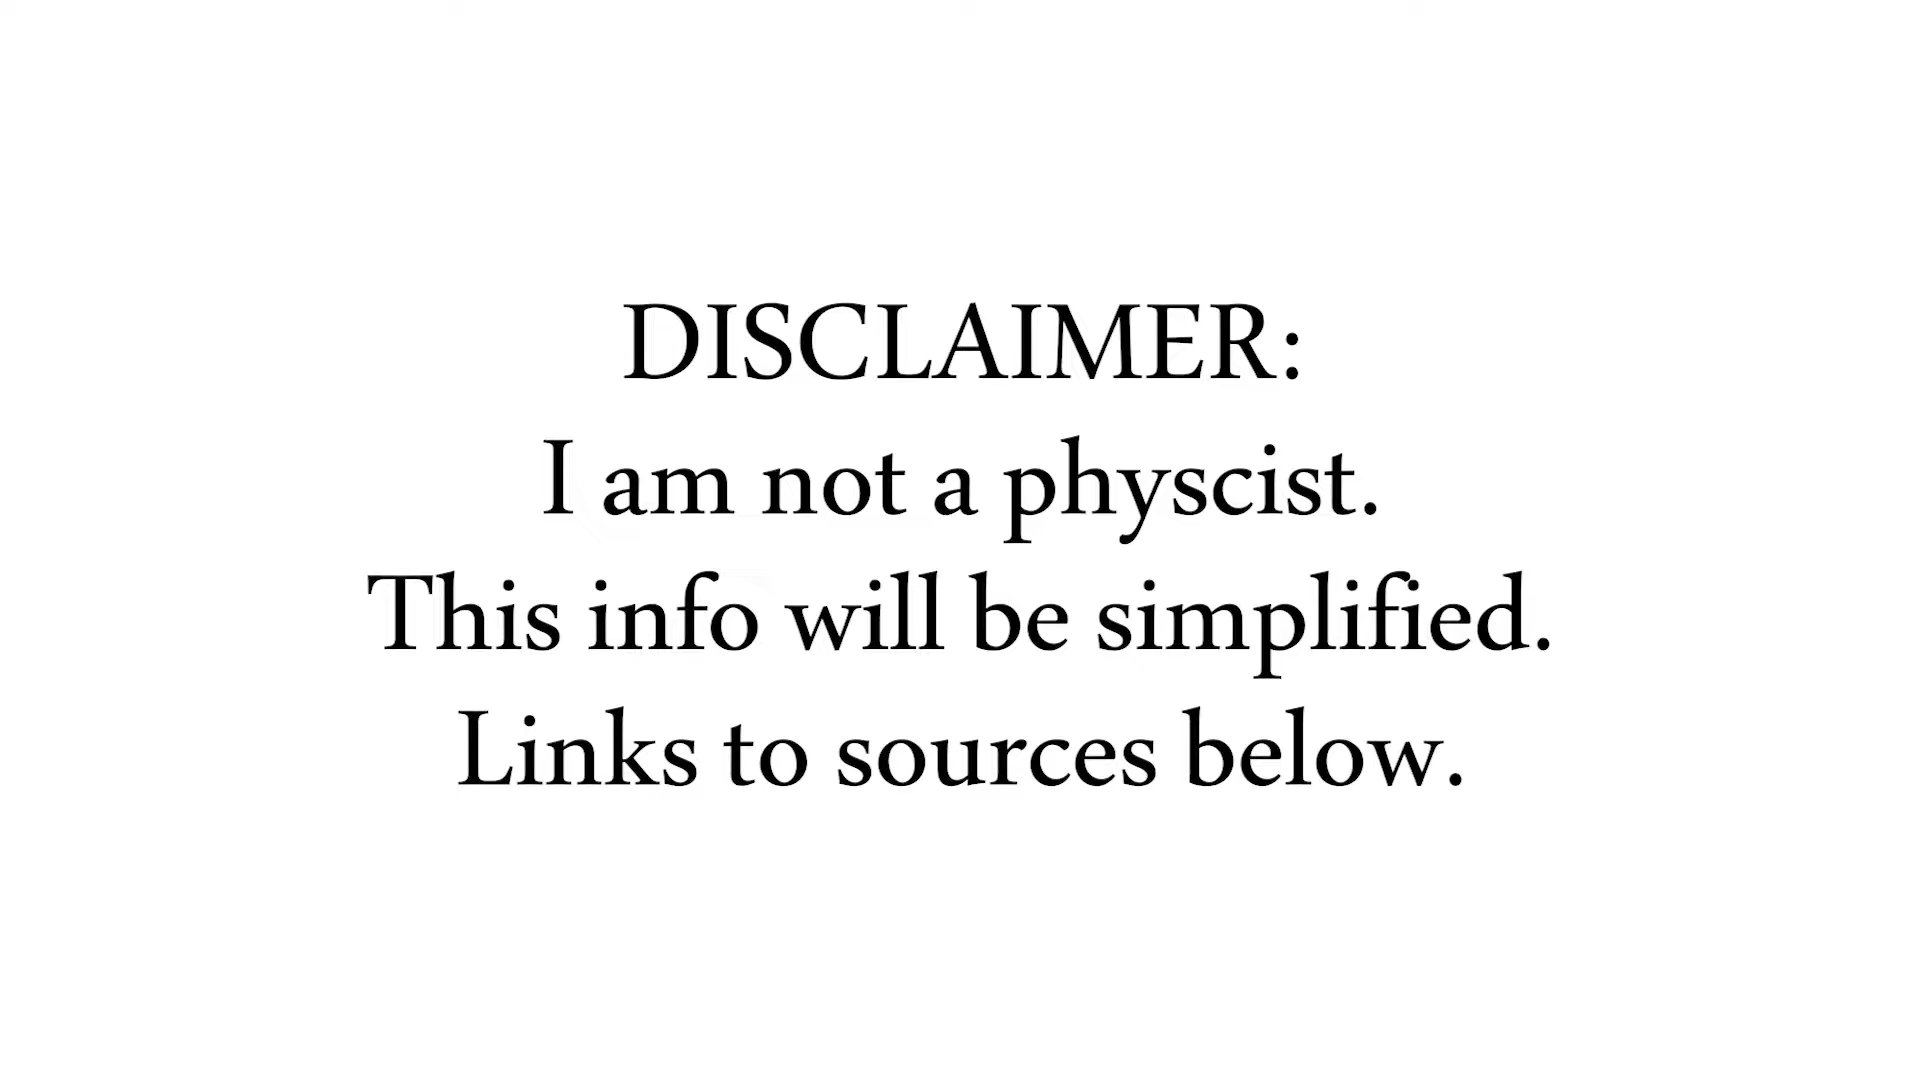 DISCLAIMER:
I am not a physcist.
This info will be simplified.
Links to sources below.